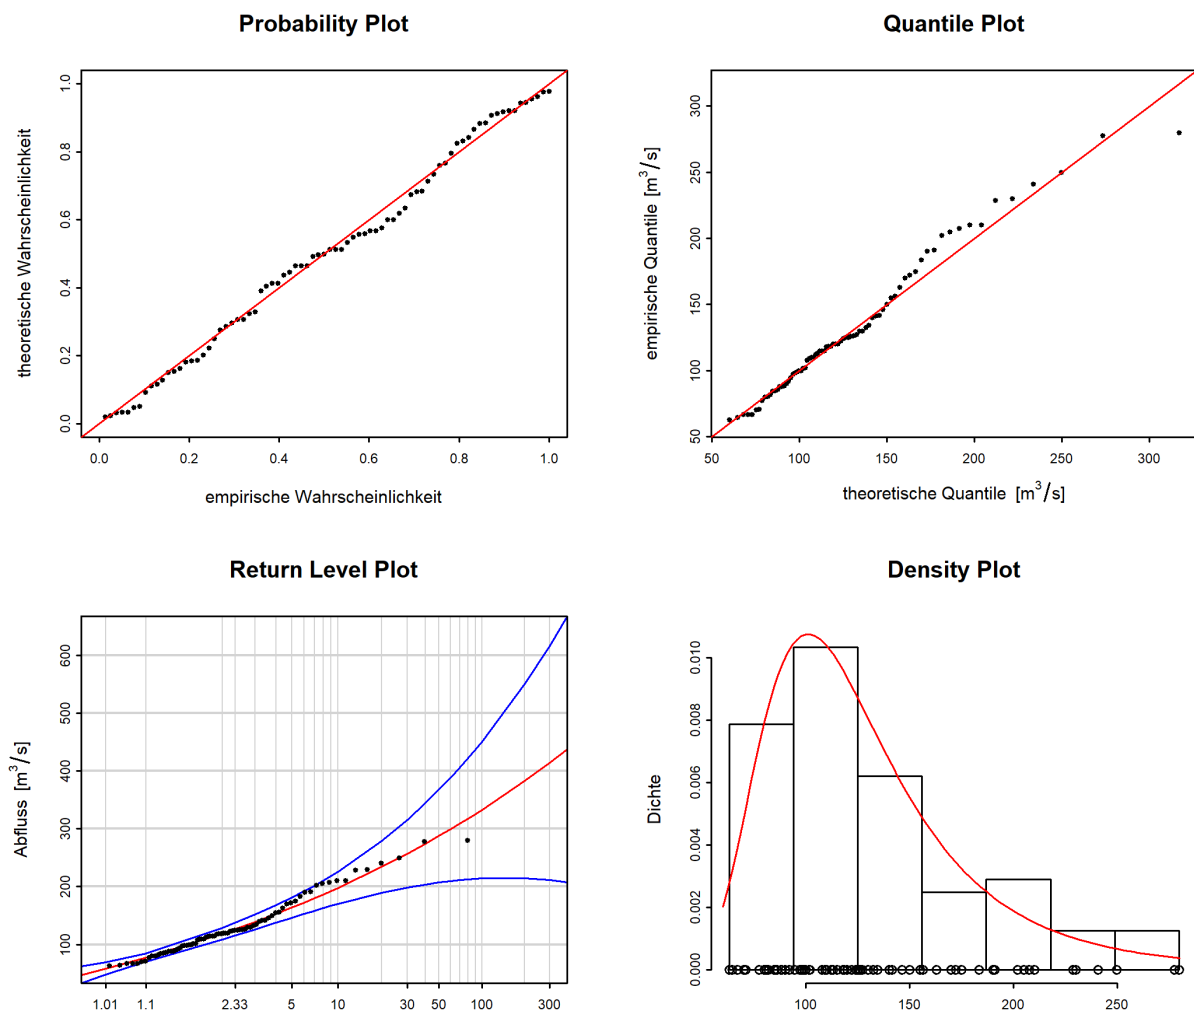 Probability Plot
theoretische Wahrscheinlichkeit
0.0 0.2 0.4 0.6 0.8 1.0
0.0 0.2 0.4 0.6 0.8 1.0
empirische Wahrscheinlichkeit
Quantile Plot
empirische Quantile [m³/s]
50 100 150 200 250 300
50 100 150 200 250 300
theoretische Quantile [m³/s]
Return Level Plot
Abfluss [m³/s]
100 200 300 400 500 600
1.01 1.1 2.33 5 10 30 50 100 300
Density Plot
Dichte
0.000 0.002 0.004 0.006 0.008 0.010
100 150 200 250